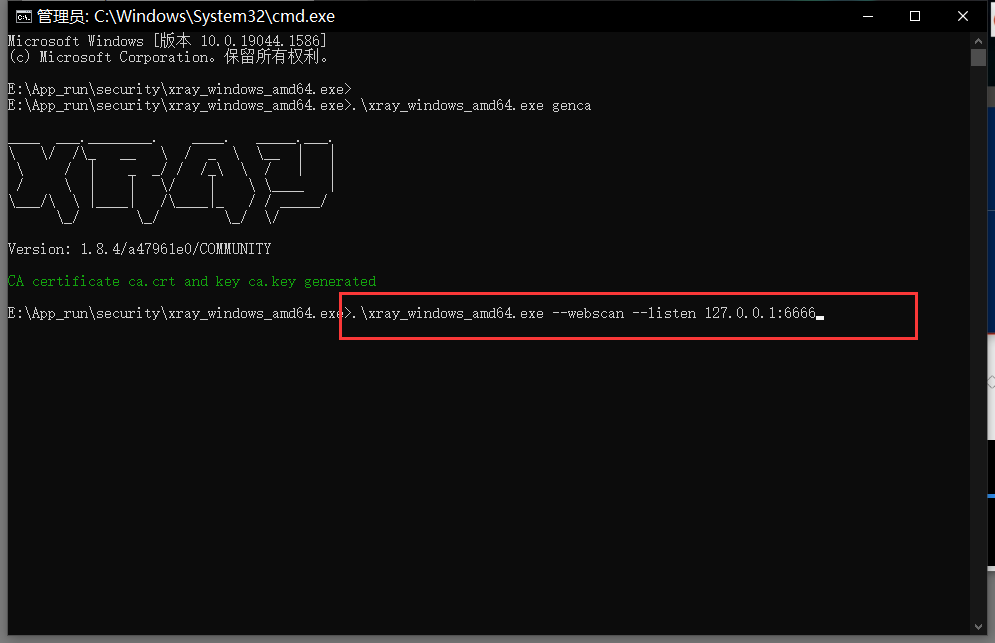 管理员: C:\Windows\System32\cmd.exe
Microsoft Windows [版本 10.0.19044.1586]
(c) Microsoft Corporation。保留所有权利。
E:\App_run\security\xray_windows_amd64.exe>
E:\App_run\security\xray_windows_amd64.exe>.\xray_windows_amd64.exe genca
XRAY
Version: 1.8.4/a47961e0/COMMUNITY
CA certificate ca.crt and key ca.key generated
E:\App_run\security\xray_windows_amd64.exe>.\xray_windows_amd64.exe --webscan --listen 127.0.0.1:6666